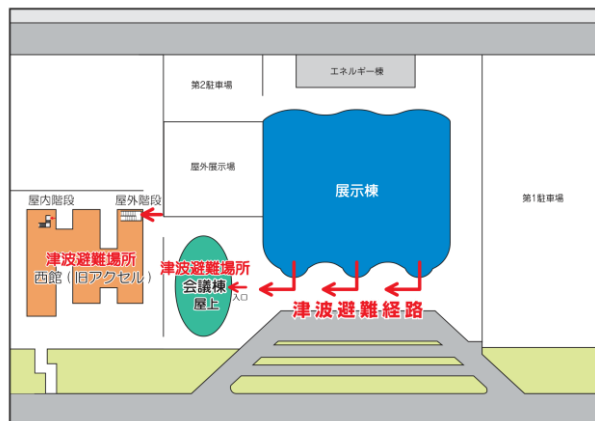 エネルギー棟
第2駐車場
屋外展示場
展示棟
第1駐車場
屋内階段
屋外階段
津波避難場所
西館(旧アクセル)
津波避難場所
会議棟
屋上
入口
津波避難経路